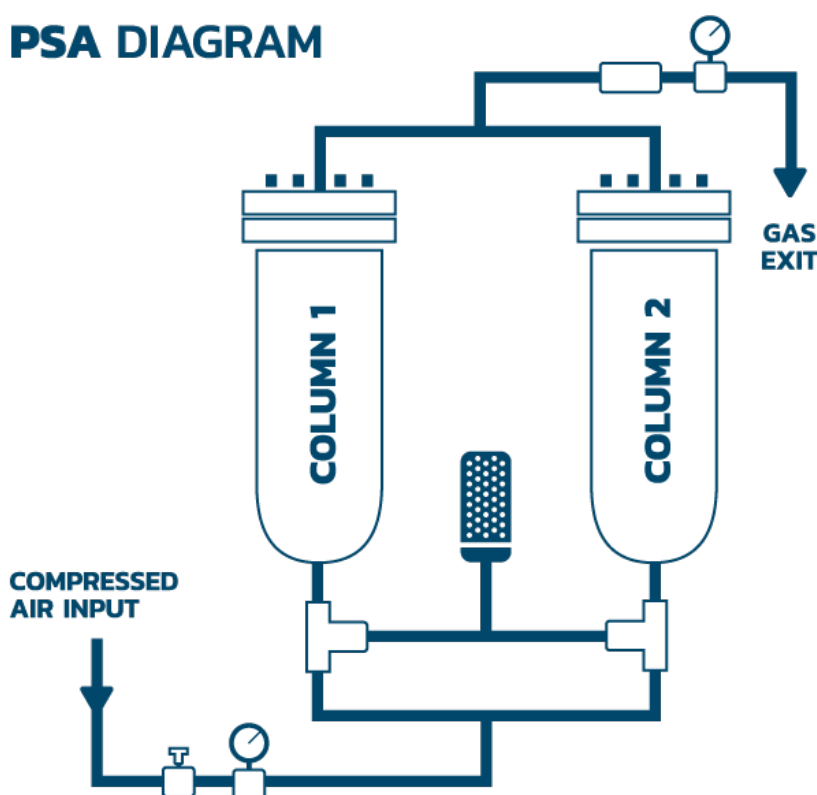 PSA DIAGRAM
GAS
EXIT
COLUMN 1
COLUMN 2
COMPRESSED
AIR INPUT